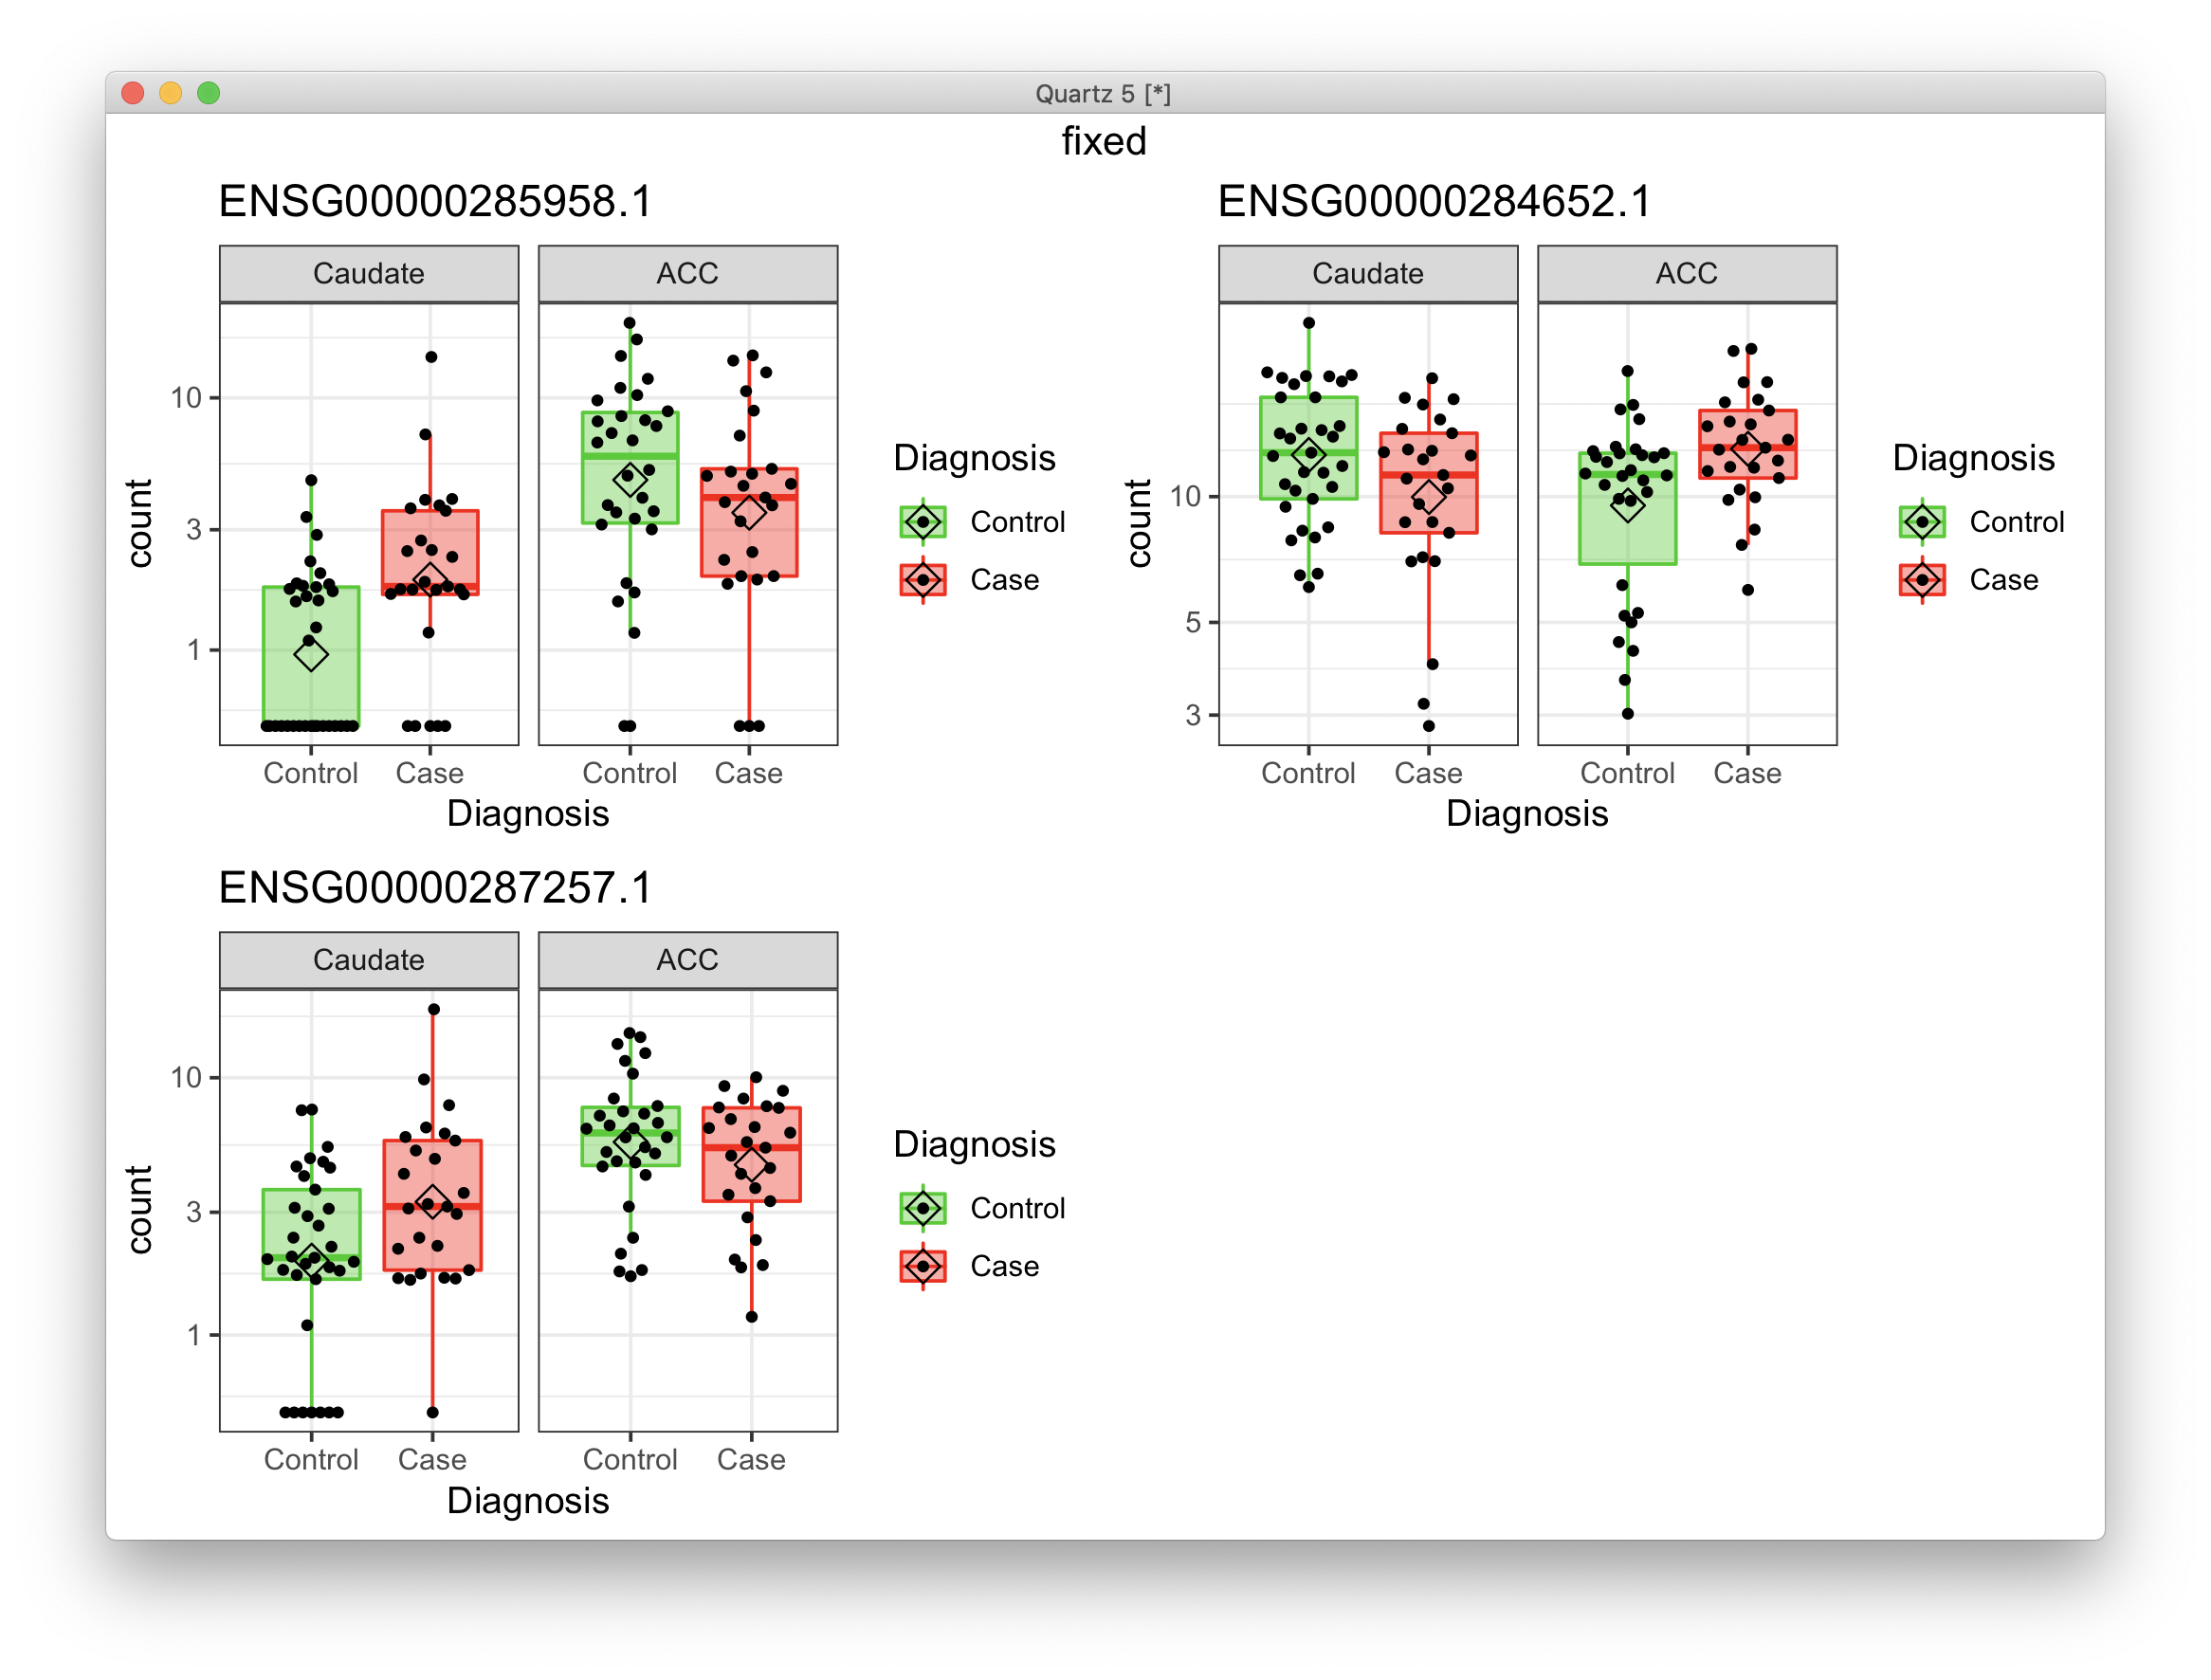 Quartz 5 [*]
fixed
ENSG00000285958.1
Caudate ACC
10
3
1
count
Control Case Control Case
Diagnosis
Diagnosis
Control
Case
ENSG00000284652.1
Caudate ACC
10
5
3
count
Control Case Control Case
Diagnosis
Diagnosis
Control
Case
ENSG00000287257.1
Caudate ACC
10
3
1
count
Control Case Control Case
Diagnosis
Diagnosis
Control
Case